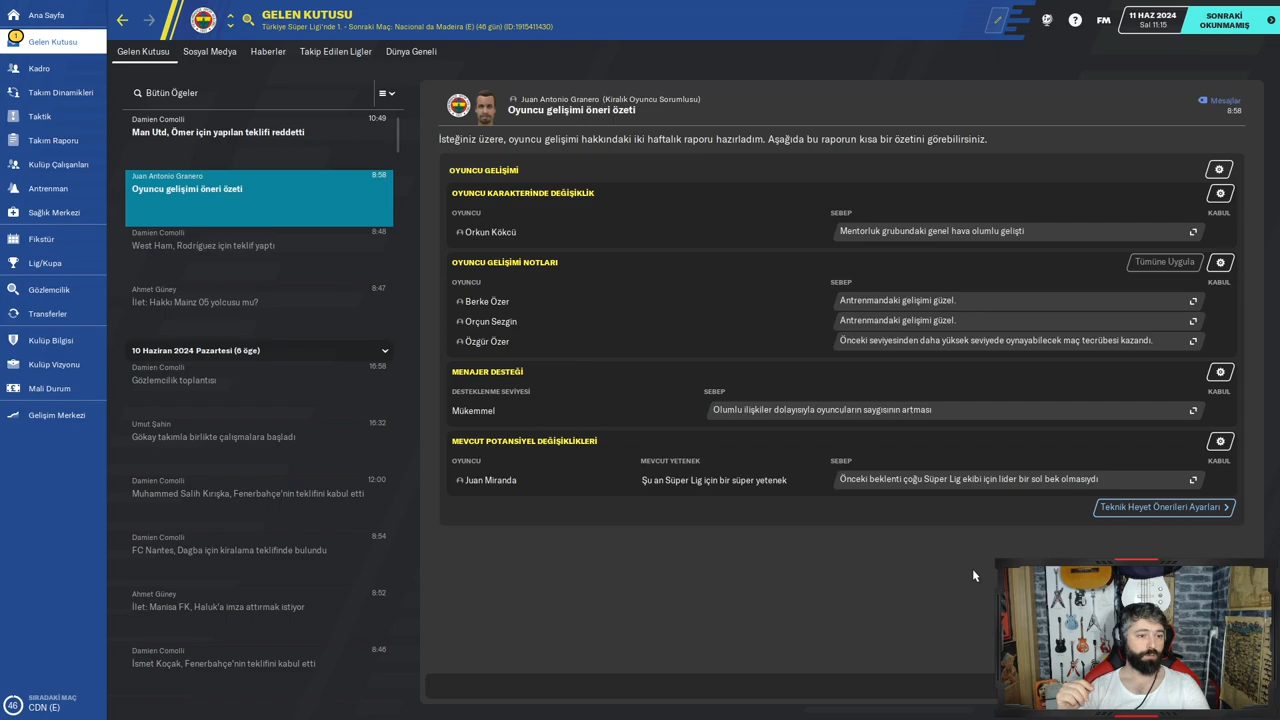 1
Gelen Kutusu
Ana Sayfa
Kadro
Takım Dinamikleri
Taktik
Takım Raporu
Kulüp Çalışanları
Antrenman
Sağlık Merkezi
Fikstür
Lig/Kupa
Gözlemcilik
Transferler
Kulüp Bilgisi
Kulüp Vizyonu
Mali Durum
Gelişim Merkezi
46
SIRADAKİ MAÇ
CDN (E)
GELEN KUTUSU
Türkiye Süper Ligi'nde 1. - Sonraki Maç: Nacional da Madeira (E) (46 gün) (ID:1915411430)
?
FM
11 HAZ 2024
Sal 11:15
SONRAKİ
OKUNMAMIŞ
Gelen Kutusu
Sosyal Medya
Haberler
Takip Edilen Ligler
Dünya Geneli
Bütün Ögeler
Damien Comolli
10:49
Man Utd, Ömer için yapılan teklifi reddetti
Juan Antonio Granero
8:58
Oyuncu gelişimi öneri özeti
Damien Comolli
8:48
West Ham, Rodriguez için teklif yaptı
Ahmet Güney
8:47
İlet: Hakkı Mainz 05 yolcusu mu?
10 Haziran 2024 Pazartesi (6 öge)
Damien Comolli
16:58
Gözlemcilik toplantısı
Umut Şahin
16:32
Gökay takımla birlikte çalışmalara başladı
Damien Comolli
12:00
Muhammed Salih Kırışka, Fenerbahçe'nin teklifini kabul etti
Damien Comolli
8:54
FC Nantes, Dagba için kiralama teklifinde bulundu
Ahmet Güney
8:52
İlet: Manisa FK, Haluk'a imza attırmak istiyor
Damien Comolli
8:46
İsmet Koçak, Fenerbahçe'nin teklifini kabul etti
Juan Antonio Granero (Kiralık Oyuncu Sorumlusu)
Oyuncu gelişimi öneri özeti
Mesajlar
8:58
İsteğiniz üzere, oyuncu gelişimi hakkındaki iki haftalık raporu hazırladım. Aşağıda bu raporun kısa bir özetini görebilirsiniz.
OYUNCU GELİŞİMİ
OYUNCU KARAKTERİNDE DEĞİŞİKLİK
OYUNCU
SEBEP
KABUL
Orkun Kökcü
Mentorluk grubundaki genel hava olumlu gelişti
OYUNCU GELİŞİMİ NOTLARI
Tümüne Uygula
OYUNCU
SEBEP
KABUL
Berke Özer
Antrenmandaki gelişimi güzel.
Orçun Sezgin
Antrenmandaki gelişimi güzel.
Özgür Özer
Önceki seviyesinden daha yüksek seviyede oynayabilecek maç tecrübesi kazandı.
MENAJER DESTEĞİ
DESTEKLENME SEVİYESİ
SEBEP
KABUL
Mükemmel
Olumlu ilişkiler dolayısıyla oyuncuların saygısının artması
MEVCUT POTANSİYEL DEĞİŞİKLİKLERİ
OYUNCU
MEVCUT YETENEK
SEBEP
KABUL
Juan Miranda
Şu an Süper Lig için bir süper yetenek
Önceki beklenti çoğu Süper Lig ekibi için lider bir sol bek olmasıydı
Teknik Heyet Önerileri Ayarları